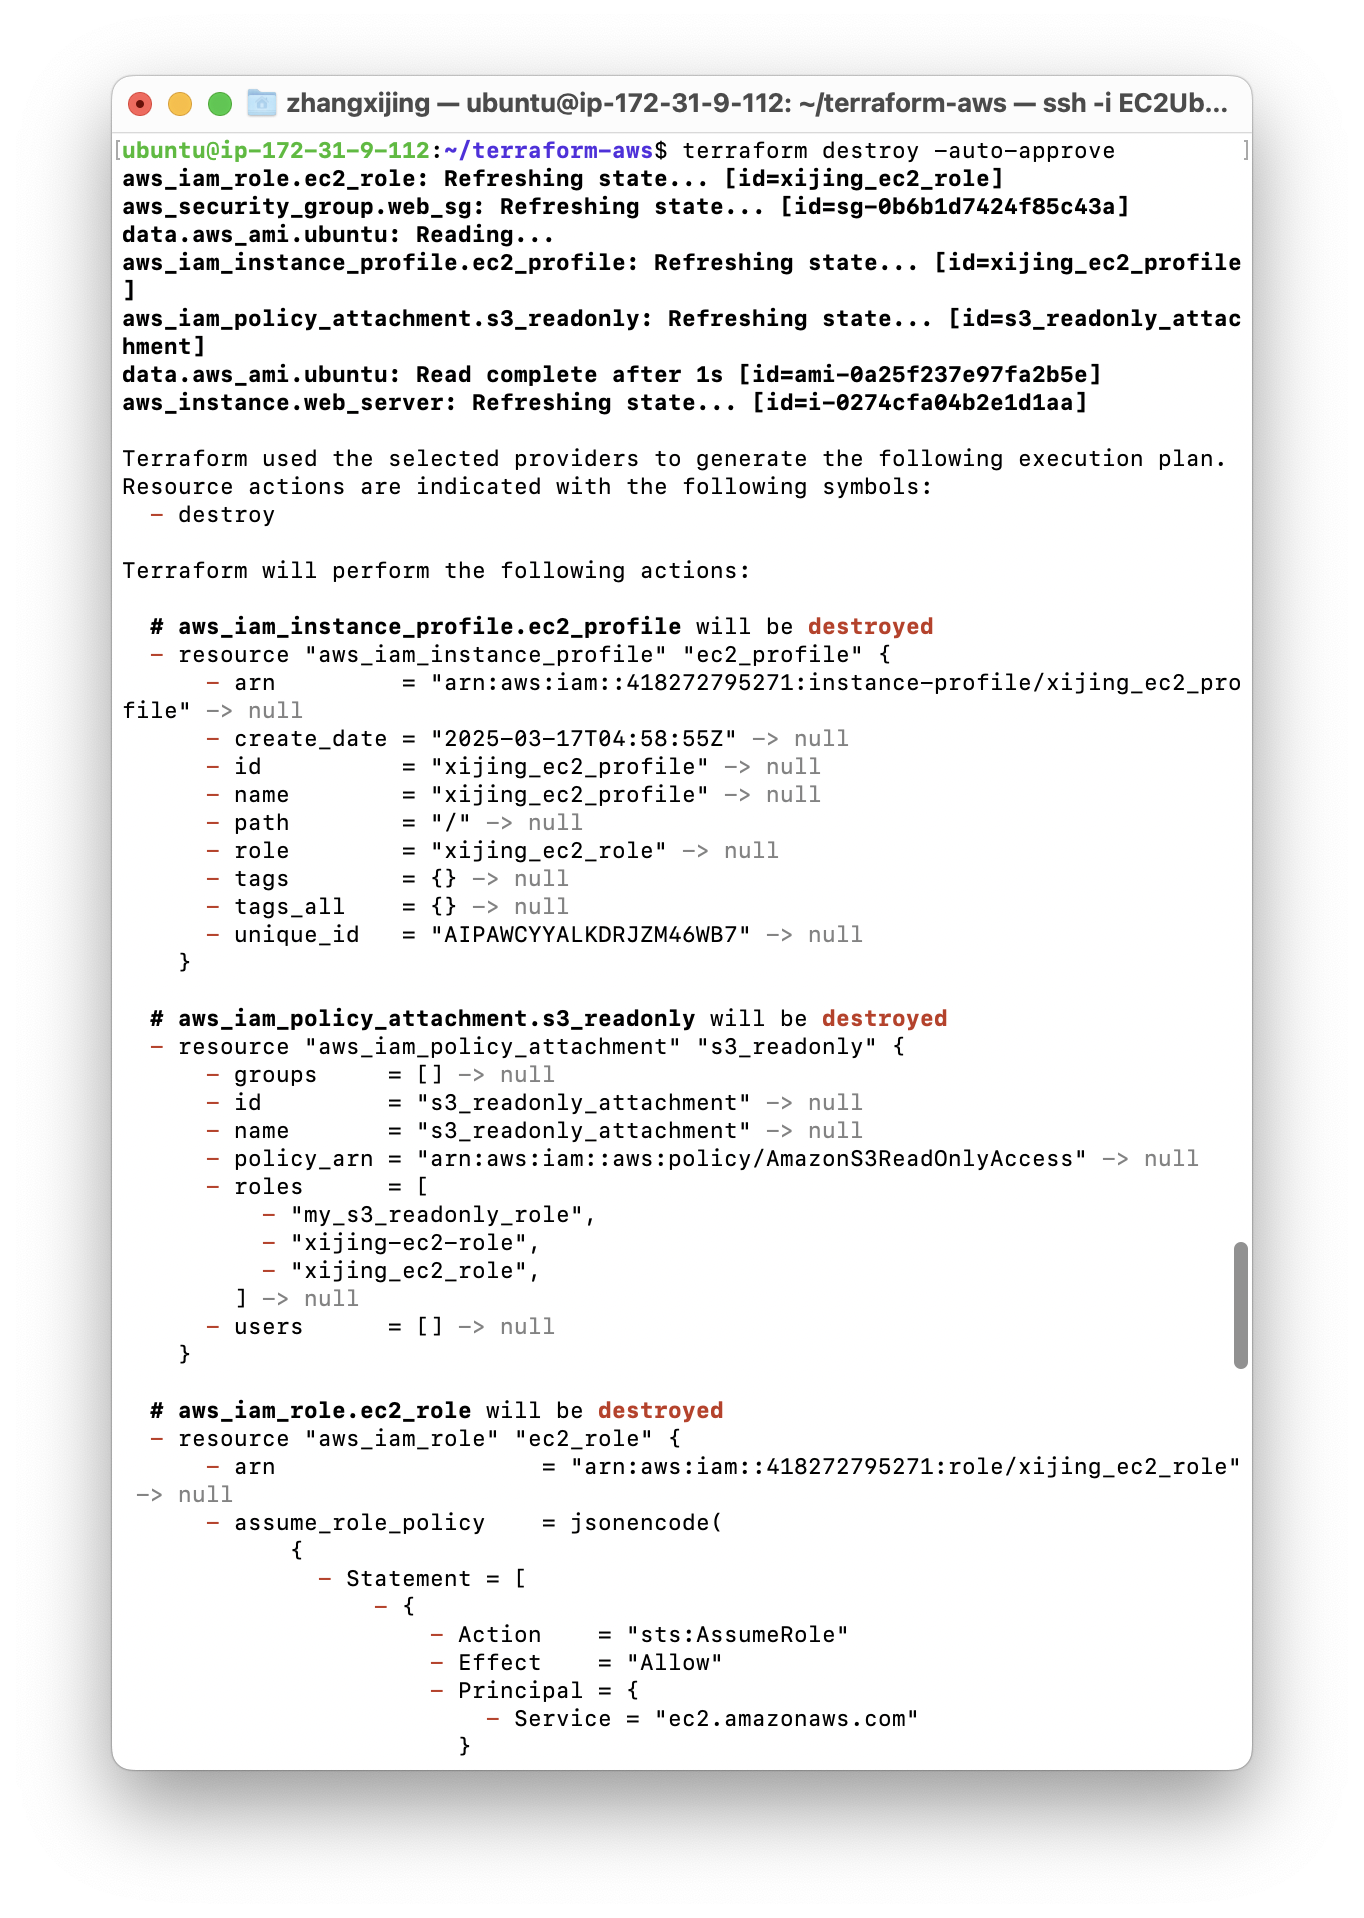 zhangxijing — ubuntu@ip-172-31-9-112: ~/terraform-aws — ssh -i EC2Ub...
[ubuntu@ip-172-31-9-112:~/terraform-aws$ terraform destroy -auto-approve ]
aws_iam_role.ec2_role: Refreshing state... [id=xijing_ec2_role]
aws_security_group.web_sg: Refreshing state... [id=sg-0b6b1d7424f85c43a]
data.aws_ami.ubuntu: Reading...
aws_iam_instance_profile.ec2_profile: Refreshing state... [id=xijing_ec2_profile
]
aws_iam_policy_attachment.s3_readonly: Refreshing state... [id=s3_readonly_attac
hment]
data.aws_ami.ubuntu: Read complete after 1s [id=ami-0a25f237e97fa2b5e]
aws_instance.web_server: Refreshing state... [id=i-0274cfa04b2e1d1aa]

Terraform used the selected providers to generate the following execution plan.
Resource actions are indicated with the following symbols:
  - destroy

Terraform will perform the following actions:

  # aws_iam_instance_profile.ec2_profile will be destroyed
  - resource "aws_iam_instance_profile" "ec2_profile" {
      - arn         = "arn:aws:iam::418272795271:instance-profile/xijing_ec2_pro
file" -> null
      - create_date = "2025-03-17T04:58:55Z" -> null
      - id          = "xijing_ec2_profile" -> null
      - name        = "xijing_ec2_profile" -> null
      - path        = "/" -> null
      - role        = "xijing_ec2_role" -> null
      - tags        = {} -> null
      - tags_all    = {} -> null
      - unique_id   = "AIPAWCYYALKDRJZM46WB7" -> null
    }

  # aws_iam_policy_attachment.s3_readonly will be destroyed
  - resource "aws_iam_policy_attachment" "s3_readonly" {
      - groups     = [] -> null
      - id         = "s3_readonly_attachment" -> null
      - name       = "s3_readonly_attachment" -> null
      - policy_arn = "arn:aws:iam::aws:policy/AmazonS3ReadOnlyAccess" -> null
      - roles      = [
          - "my_s3_readonly_role",
          - "xijing-ec2-role",
          - "xijing_ec2_role",
        ] -> null
      - users      = [] -> null
    }

  # aws_iam_role.ec2_role will be destroyed
  - resource "aws_iam_role" "ec2_role" {
      - arn                   = "arn:aws:iam::418272795271:role/xijing_ec2_role"
 -> null
      - assume_role_policy    = jsonencode(
            {
              - Statement = [
                  - {
                      - Action    = "sts:AssumeRole"
                      - Effect    = "Allow"
                      - Principal = {
                          - Service = "ec2.amazonaws.com"
                        }